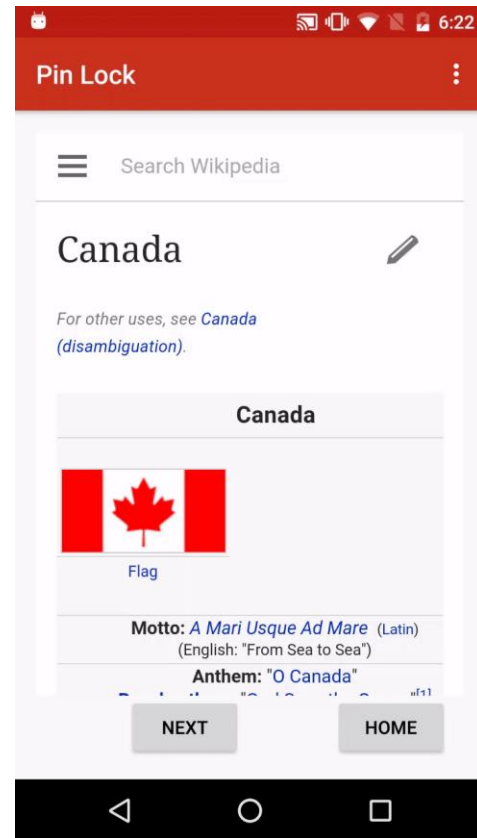 6:22
Pin Lock
Search Wikipedia
Canada
For other uses, see Canada
(disambiguation).
Canada
Flag
Motto: A Mari Usque Ad Mare (Latin)
(English: "From Sea to Sea")
Anthem: "O Canada"
"[1]
NEXT
HOME